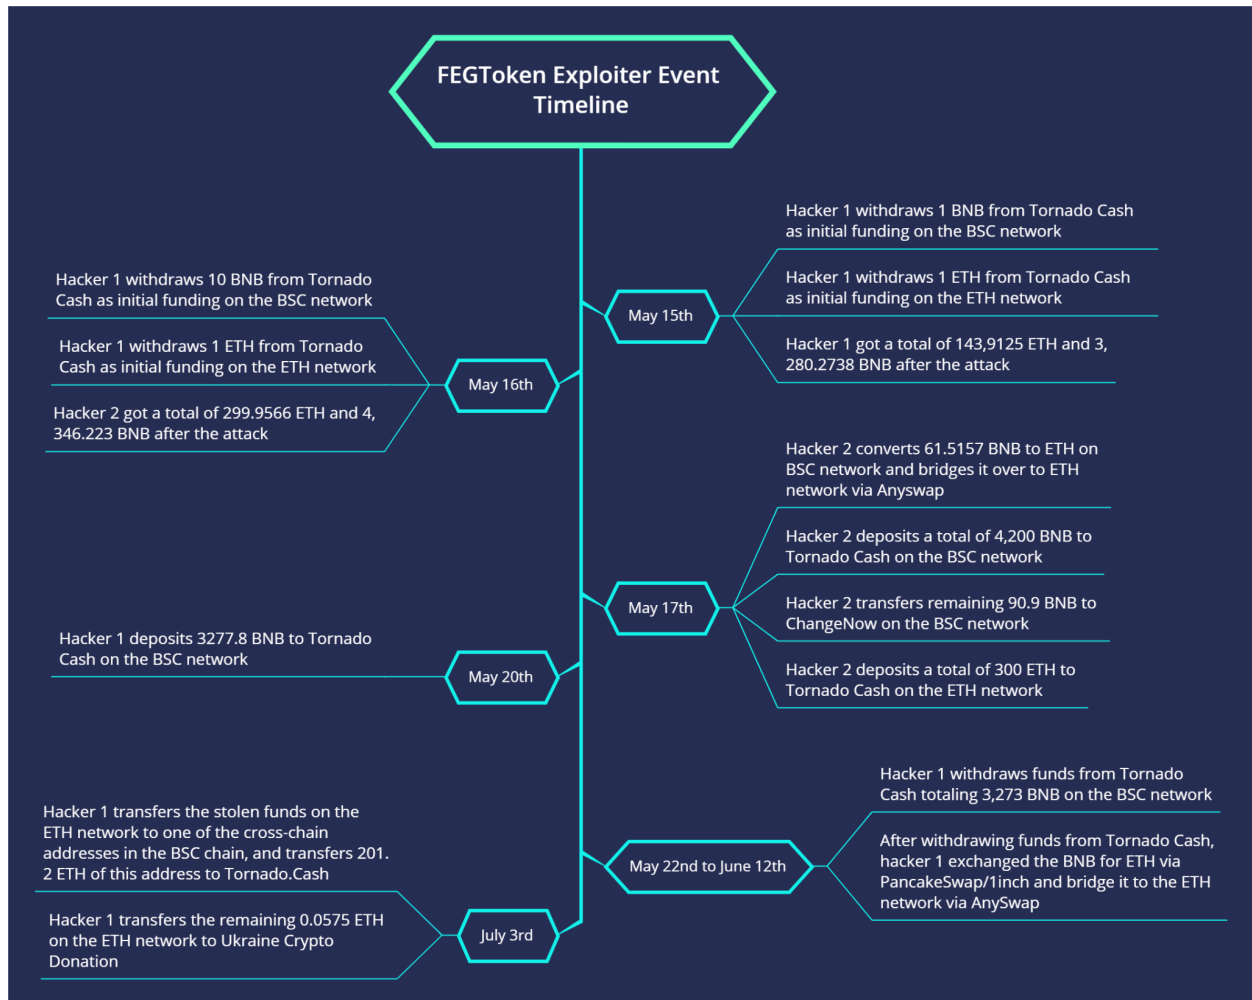 FEGToken Exploiter Event
Timeline
Hacker 1 withdraws 1 BNB from Tornado Cash
as initial funding on the BSC network
Hacker 1 withdraws 1 ETH from Tornado Cash
as initial funding on the ETH network
Hacker 1 got a total of 143,9125 ETH and 3,
280.2738 BNB after the attack
May 15th
Hacker 1 withdraws 10 BNB from Tornado
Cash as initial funding on the BSC network
Hacker 1 withdraws 1 ETH from Tornado
Cash as initial funding on the ETH network
Hacker 2 got a total of 299.9566 ETH and 4,
346.223 BNB after the attack
May 16th
Hacker 2 converts 61.5157 BNB to ETH on
BSC network and bridges it over to ETH
network via Anyswap
Hacker 2 deposits a total of 4,200 BNB to
Tornado Cash on the BSC network
Hacker 2 transfers remaining 90.9 BNB to
ChangeNow on the BSC network
Hacker 2 deposits a total of 300 ETH to
Tornado Cash on the ETH network
May 17th
Hacker 1 deposits 3277.8 BNB to Tornado
Cash on the BSC network
May 20th
Hacker 1 withdraws funds from Tornado
Cash totaling 3,273 BNB on the BSC network
After withdrawing funds from Tornado Cash,
hacker 1 exchanged the BNB for ETH via
PancakeSwap/1inch and bridge it to the ETH
network via AnySwap
May 22nd to June 12th
Hacker 1 transfers the stolen funds on the
ETH network to one of the cross-chain
addresses in the BSC chain, and transfers 201.
2 ETH of this address to Tornado.Cash
Hacker 1 transfers the remaining 0.0575 ETH
on the ETH network to Ukraine Crypto
Donation
July 3rd